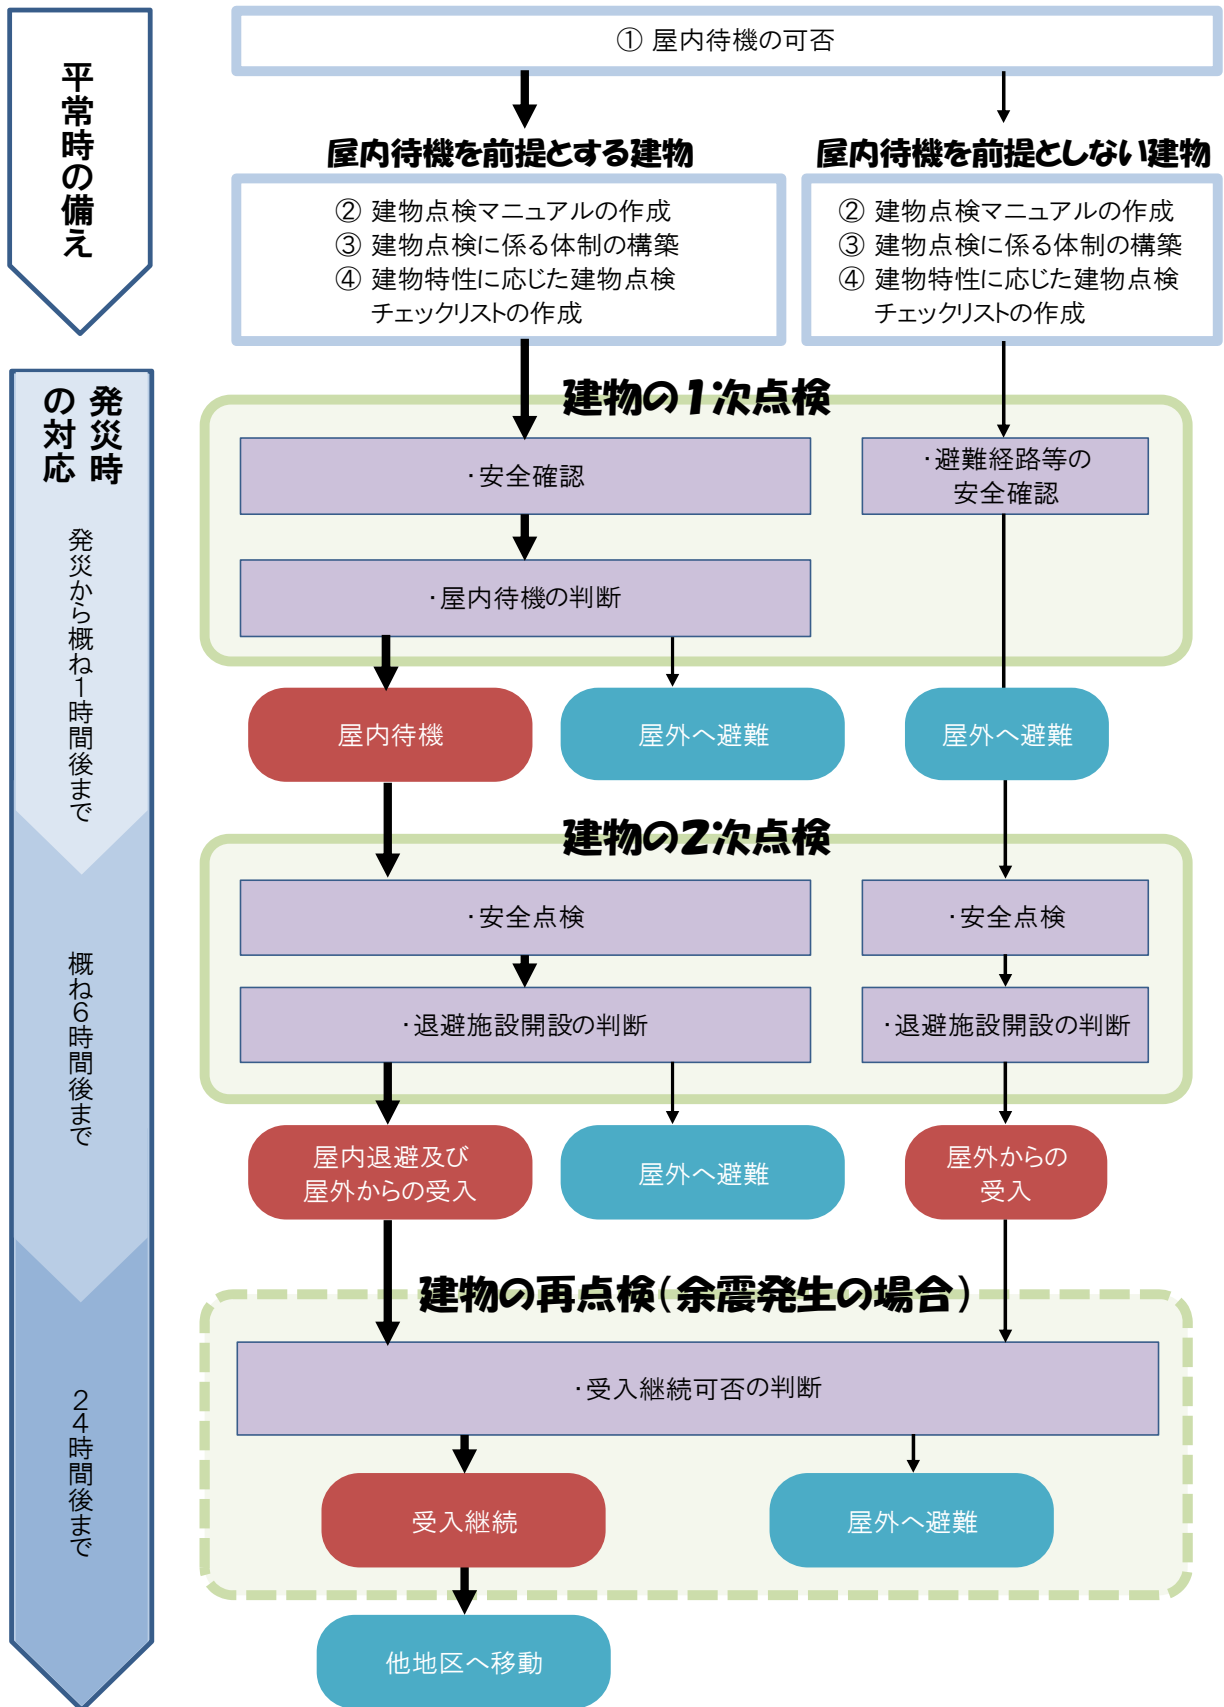 平常時の備え
① 屋内待機の可否
屋内待機を前提とする建物
屋内待機を前提としない建物
② 建物点検マニュアルの作成
③ 建物点検に係る体制の構築
④ 建物特性に応じた建物点検
チェックリストの作成
② 建物点検マニュアルの作成
③ 建物点検に係る体制の構築
④ 建物特性に応じた建物点検
チェックリストの作成
発災時
の対応
発災から概ね1時間後まで
建物の1次点検
・安全確認
・避難経路等の
安全確認
・屋内待機の判断
屋内待機
屋外へ避難
屋外へ避難
概ね6時間後まで
建物の2次点検
・安全点検
・安全点検
・退避施設開設の判断
・退避施設開設の判断
屋内退避及び
屋外からの受入
屋外へ避難
屋外からの
受入
24時間後まで
建物の再点検(余震発生の場合)
・受入継続可否の判断
受入継続
屋外へ避難
他地区へ移動